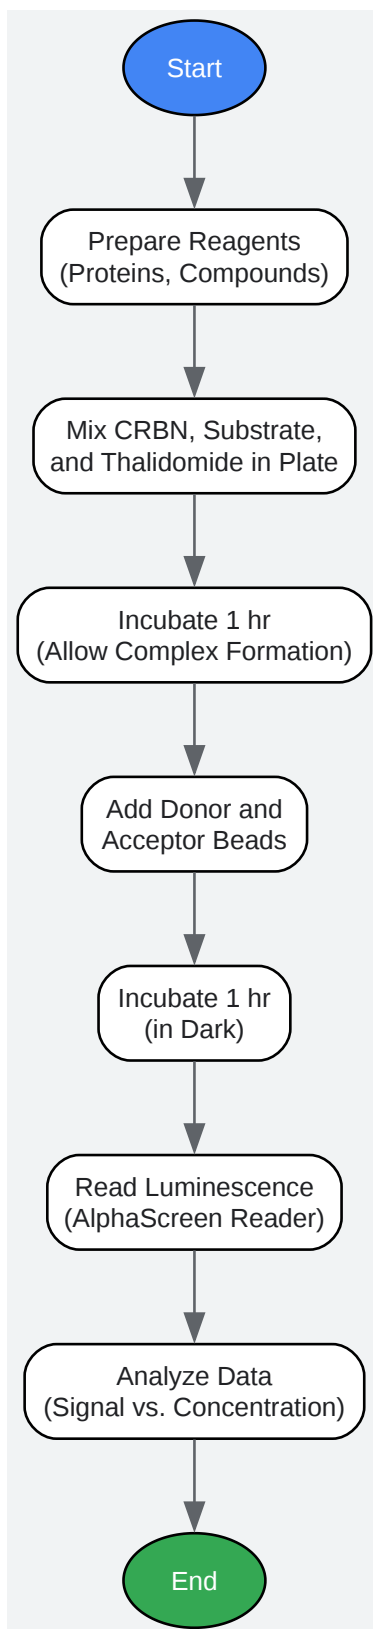 Start
Prepare Reagents
(Proteins, Compounds)
Mix CRBN, Substrate,
and Thalidomide in Plate
Incubate 1 hr
(Allow Complex Formation)
Add Donor and
Acceptor Beads
Incubate 1 hr
(in Dark)
Read Luminescence
(AlphaScreen Reader)
Analyze Data
(Signal vs. Concentration)
End